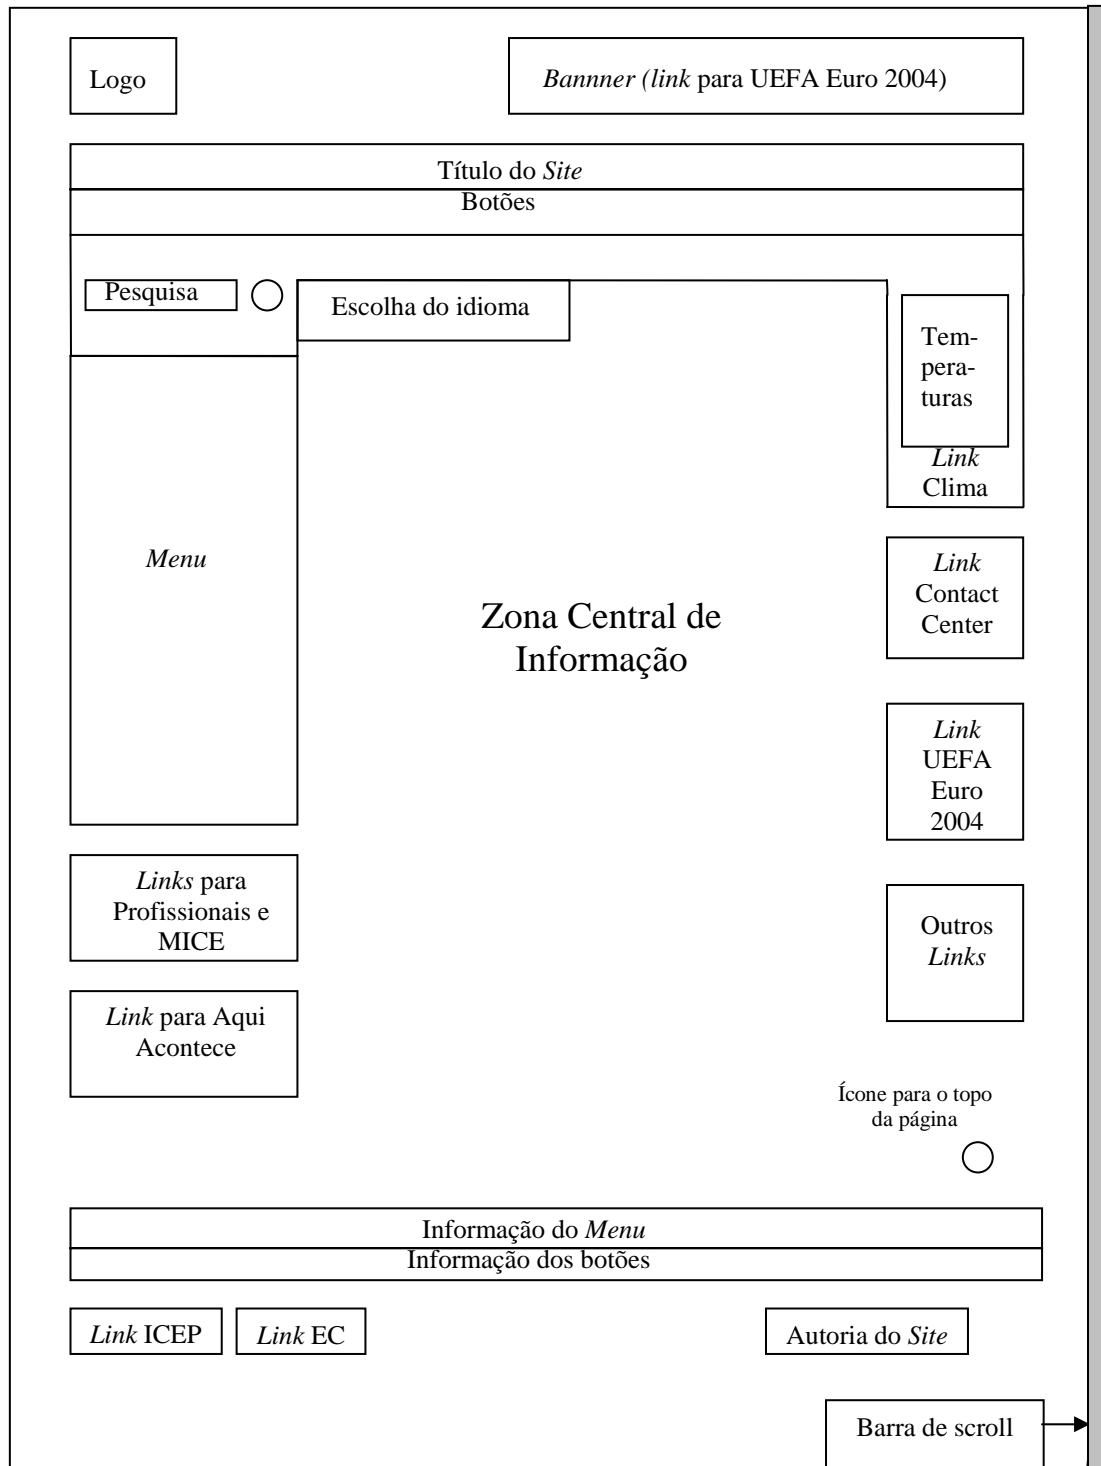 Logo
Bannner (link para UEFA Euro 2004)
Título do Site
Botões
Pesquisa
Escolha do idioma
Tem-
pera-
turas
Link
Clima
Menu
Zona Central de
Informação
Link
Contact
Center
Link
UEFA
Euro
2004
Links para
Profissionais e
MICE
Outros
Links
Link para Aqui
Acontece
Ícone para o topo
da página
Informação do Menu
Informação dos botões
Link ICEP
Link EC
Autoria do Site
Barra de scroll